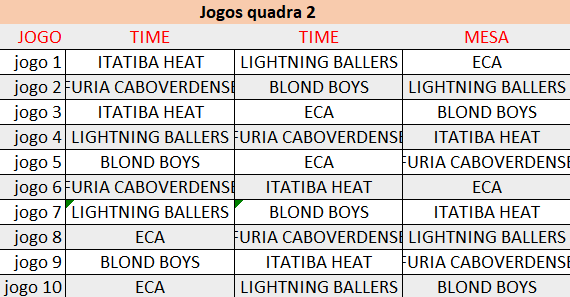 Jogos quadra 2
JOGO TIME TIME MESA
jogo 1 ITATIBA HEAT LIGHTNING BALLERS ECA
jogo 2 FURIA CABOVERDENSE BLOND BOYS LIGHTNING BALLERS
jogo 3 ITATIBA HEAT ECA BLOND BOYS
jogo 4 LIGHTNING BALLERS FURIA CABOVERDENSE ITATIBA HEAT
jogo 5 BLOND BOYS ECA FURIA CABOVERDENSE
jogo 6 FURIA CABOVERDENSE ITATIBA HEAT ECA
jogo 7 LIGHTNING BALLERS BLOND BOYS ITATIBA HEAT
jogo 8 ECA FURIA CABOVERDENSE LIGHTNING BALLERS
jogo 9 BLOND BOYS ITATIBA HEAT FURIA CABOVERDENSE
jogo 10 ECA LIGHTNING BALLERS BLOND BOYS